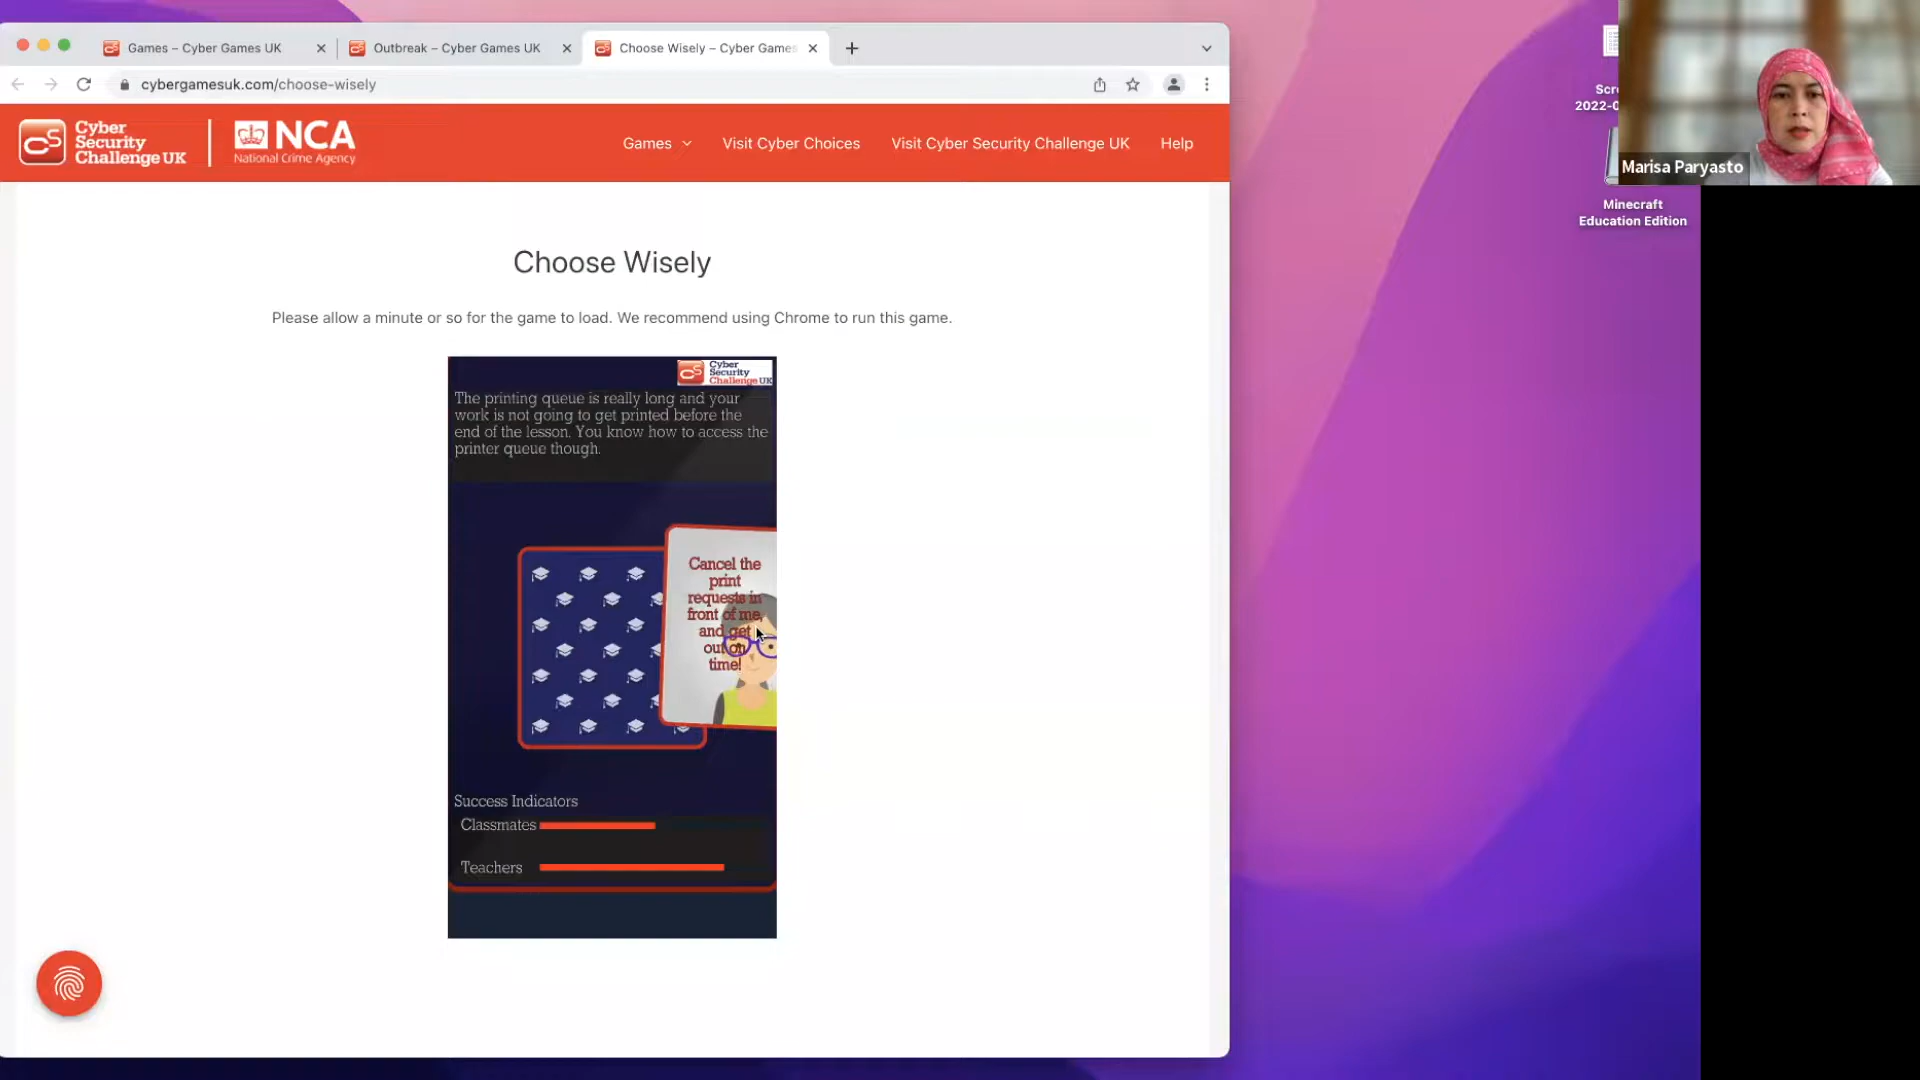 Games – Cyber Games UK
Outbreak – Cyber Games UK
Choose Wisely – Cyber Games
cybergamesuk.com/choose-wisely
Cyber
Security
Challenge UK
NCA
National Crime Agency
Games
Visit Cyber Choices
Visit Cyber Security Challenge UK
Help
Marisa Paryasto
2022-0
Minecraft
Education Edition
Choose Wisely
Please allow a minute or so for the game to load. We recommend using Chrome to run this game.
Cyber
Security
Challenge UK
The printing queue is really long and your
work is not going to get printed before the
end of the lesson. You know how to access the
printer queue though.
Cancel the
print
requests in
front of me,
and get
out on
time!
Success Indicators
Classmates
Teachers